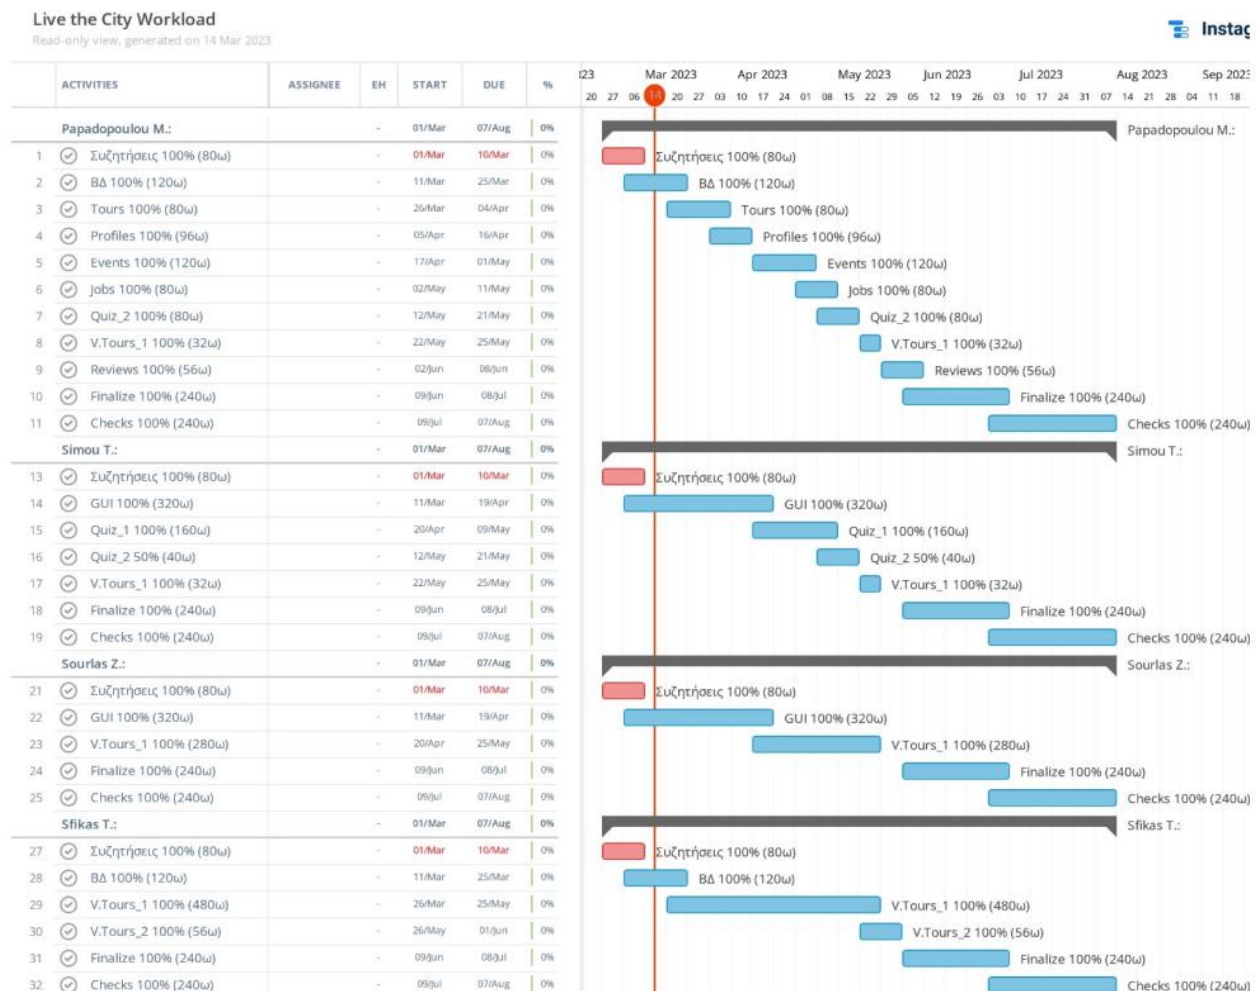 Live the City Workload
Read-only view, generated on 14 Mar 2023
Instag
ACTIVITIES ASSIGNEE EH START DUE %
023 Mar 2023 Apr 2023 May 2023 Jun 2023 Jul 2023 Aug 2023 Sep 2023
20 27 06 14 20 27 03 10 17 24 01 08 15 22 29 05 12 19 26 03 10 17 24 31 07 14 21 28 04 11 18
Papadopoulou M.: - 01/Mar 07/Aug 0% Papadopoulou M.:
1 Συζητήσεις 100% (80ω) - 01/Mar 10/Mar 0% Συζητήσεις 100% (80ω)
2 ΒΔ 100% (120ω) - 11/Mar 25/Mar 0% ΒΔ 100% (120ω)
3 Tours 100% (80ω) - 26/Mar 04/Apr 0% Tours 100% (80ω)
4 Profiles 100% (96ω) - 05/Apr 16/Apr 0% Profiles 100% (96ω)
5 Events 100% (120ω) - 17/Apr 01/May 0% Events 100% (120ω)
6 Jobs 100% (80ω) - 02/May 11/May 0% Jobs 100% (80ω)
7 Quiz_2 100% (80ω) - 12/May 21/May 0% Quiz_2 100% (80ω)
8 V.Tours_1 100% (32ω) - 22/May 25/May 0% V.Tours_1 100% (32ω)
9 Reviews 100% (56ω) - 02/Jun 08/Jun 0% Reviews 100% (56ω)
10 Finalize 100% (240ω) - 09/Jun 08/Jul 0% Finalize 100% (240ω)
11 Checks 100% (240ω) - 09/Jul 07/Aug 0% Checks 100% (240ω)
Simou T.: - 01/Mar 07/Aug 0% Simou T.:
13 Συζητήσεις 100% (80ω) - 01/Mar 10/Mar 0% Συζητήσεις 100% (80ω)
14 GUI 100% (320ω) - 11/Mar 19/Apr 0% GUI 100% (320ω)
15 Quiz_1 100% (160ω) - 20/Apr 09/May 0% Quiz_1 100% (160ω)
16 Quiz_2 50% (40ω) - 12/May 21/May 0% Quiz_2 50% (40ω)
17 V.Tours_1 100% (32ω) - 22/May 25/May 0% V.Tours_1 100% (32ω)
18 Finalize 100% (240ω) - 09/Jun 08/Jul 0% Finalize 100% (240ω)
19 Checks 100% (240ω) - 09/Jul 07/Aug 0% Checks 100% (240ω)
Sourlas Z.: - 01/Mar 07/Aug 0% Sourlas Z.:
21 Συζητήσεις 100% (80ω) - 01/Mar 10/Mar 0% Συζητήσεις 100% (80ω)
22 GUI 100% (320ω) - 11/Mar 19/Apr 0% GUI 100% (320ω)
23 V.Tours_1 100% (280ω) - 20/Apr 25/May 0% V.Tours_1 100% (280ω)
24 Finalize 100% (240ω) - 09/Jun 08/Jul 0% Finalize 100% (240ω)
25 Checks 100% (240ω) - 09/Jul 07/Aug 0% Checks 100% (240ω)
Sfikas T.: - 01/Mar 07/Aug 0% Sfikas T.:
27 Συζητήσεις 100% (80ω) - 01/Mar 10/Mar 0% Συζητήσεις 100% (80ω)
28 ΒΔ 100% (120ω) - 11/Mar 25/Mar 0% ΒΔ 100% (120ω)
29 V.Tours_1 100% (480ω) - 26/Mar 25/May 0% V.Tours_1 100% (480ω)
30 V.Tours_2 100% (56ω) - 26/May 01/Jun 0% V.Tours_2 100% (56ω)
31 Finalize 100% (240ω) - 09/Jun 08/Jul 0% Finalize 100% (240ω)
32 Checks 100% (240ω) - 09/Jul 07/Aug 0% Checks 100% (240ω)